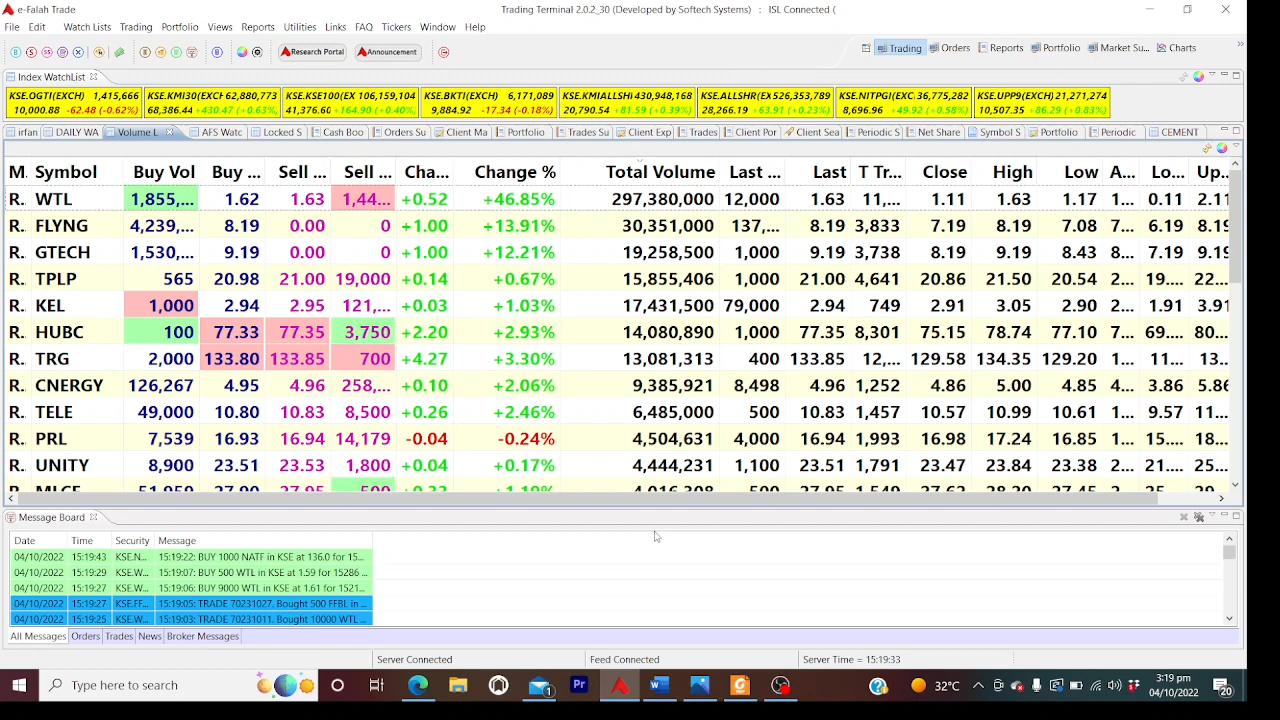 e-Falah Trade
Trading Terminal 2.0.2_30 (Developed by Softech Systems) : ISL Connected (
File Edit Watch Lists Trading Portfolio Views Reports Utilities Links FAQ Tickers Window Help
Research Portal Announcement Trading Orders Reports Portfolio Market Su... Charts
Index WatchList
KSE.OGTI(EXCH) 1,415,666 KSE.KMI30(EXCH 62,880,773 KSE.KSE100(EX 106,159,104 KSE.BKTI(EXCH) 6,171,089 KSE.KMIALLSHI 430,948,168 KSE.ALLSHR(EX 526,353,789 KSE.NITPGI(EXC. 36,775,282 KSE.UPP9(EXCH) 21,271,274
10,000.88 -62.48 (-0.62%) 68,386.44 +430.47 (+0.63%) 41,376.60 +164.90 (+0.40%) 9,884.92 -17.34 (-0.18%) 20,790.54 +81.59 (+0.39%) 28,266.19 +63.91 (+0.23%) 8,696.96 +49.92 (+0.58%) 10,507.35 +86.29 (+0.83%)
irfan DAILY WA Volume L AFS Watc Locked S Cash Boo Orders Su Client Ma Portfolio Trades Su Client Exp Trades Client Por Client Sea Periodic S Net Share Symbol S Portfolio Periodic CEMENT
M. Symbol Buy Vol Buy ... Sell ... Sell ... Cha... Change % Total Volume Last ... Last T Tr... Close High Low A... Lo... Up...
R. WTL 1,855,... 1.62 1.63 1,44... +0.52 +46.85% 297,380,000 12,000 1.63 11,... 1.11 1.63 1.17 1... 0.11 2.11
R. FLYNG 4,239,... 8.19 0.00 0 +1.00 +13.91% 30,351,000 137,... 8.19 3,833 7.19 8.19 7.08 7... 6.19 8.19
R. GTECH 1,530,... 9.19 0.00 0 +1.00 +12.21% 19,258,500 1,000 9.19 3,738 8.19 9.19 8.43 8... 7.19 9.19
R. TPLP 565 20.98 21.00 19,000 +0.14 +0.67% 15,855,406 1,000 21.00 4,641 20.86 21.50 20.54 2... 19.... 22...
R. KEL 1,000 2.94 2.95 121,... +0.03 +1.03% 17,431,500 79,000 2.94 749 2.91 3.05 2.90 2... 1.91 3.91
R. HUBC 100 77.33 77.35 3,750 +2.20 +2.93% 14,080,890 1,000 77.35 8,301 75.15 78.74 77.10 7... 69.... 80...
R. TRG 2,000 133.80 133.85 700 +4.27 +3.30% 13,081,313 400 133.85 12,... 129.58 134.35 129.20 1... 11... 13...
R. CNERGY 126,267 4.95 4.96 258,... +0.10 +2.06% 9,385,921 8,498 4.96 1,252 4.86 5.00 4.85 4... 3.86 5.86
R. TELE 49,000 10.80 10.83 8,500 +0.26 +2.46% 6,485,000 500 10.83 1,457 10.57 10.99 10.61 1... 9.57 11...
R. PRL 7,539 16.93 16.94 14,179 -0.04 -0.24% 4,504,631 4,000 16.94 1,993 16.98 17.24 16.85 1... 15.... 18...
R. UNITY 8,900 23.51 23.53 1,800 +0.04 +0.17% 4,444,231 1,100 23.51 1,791 23.47 23.84 23.38 2... 21.... 25...
Message Board
Date Time Security Message
04/10/2022 15:19:43 KSE.N... 15:19:22: BUY 1000 NATF in KSE at 136.0 for 15...
04/10/2022 15:19:29 KSE.W... 15:19:07: BUY 500 WTL in KSE at 1.59 for 15286 ...
04/10/2022 15:19:27 KSE.W... 15:19:06: BUY 9000 WTL in KSE at 1.61 for 1521...
04/10/2022 15:19:27 KSE.FF... 15:19:05: TRADE 70231027. Bought 500 FFBL in ...
04/10/2022 15:19:25 KSE.W... 15:19:03: TRADE 70231011. Bought 10000 WTL ...
All Messages Orders Trades News Broker Messages
Server Connected Feed Connected Server Time = 15:19:33
Type here to search 32°C 3:19 pm
04/10/2022 20